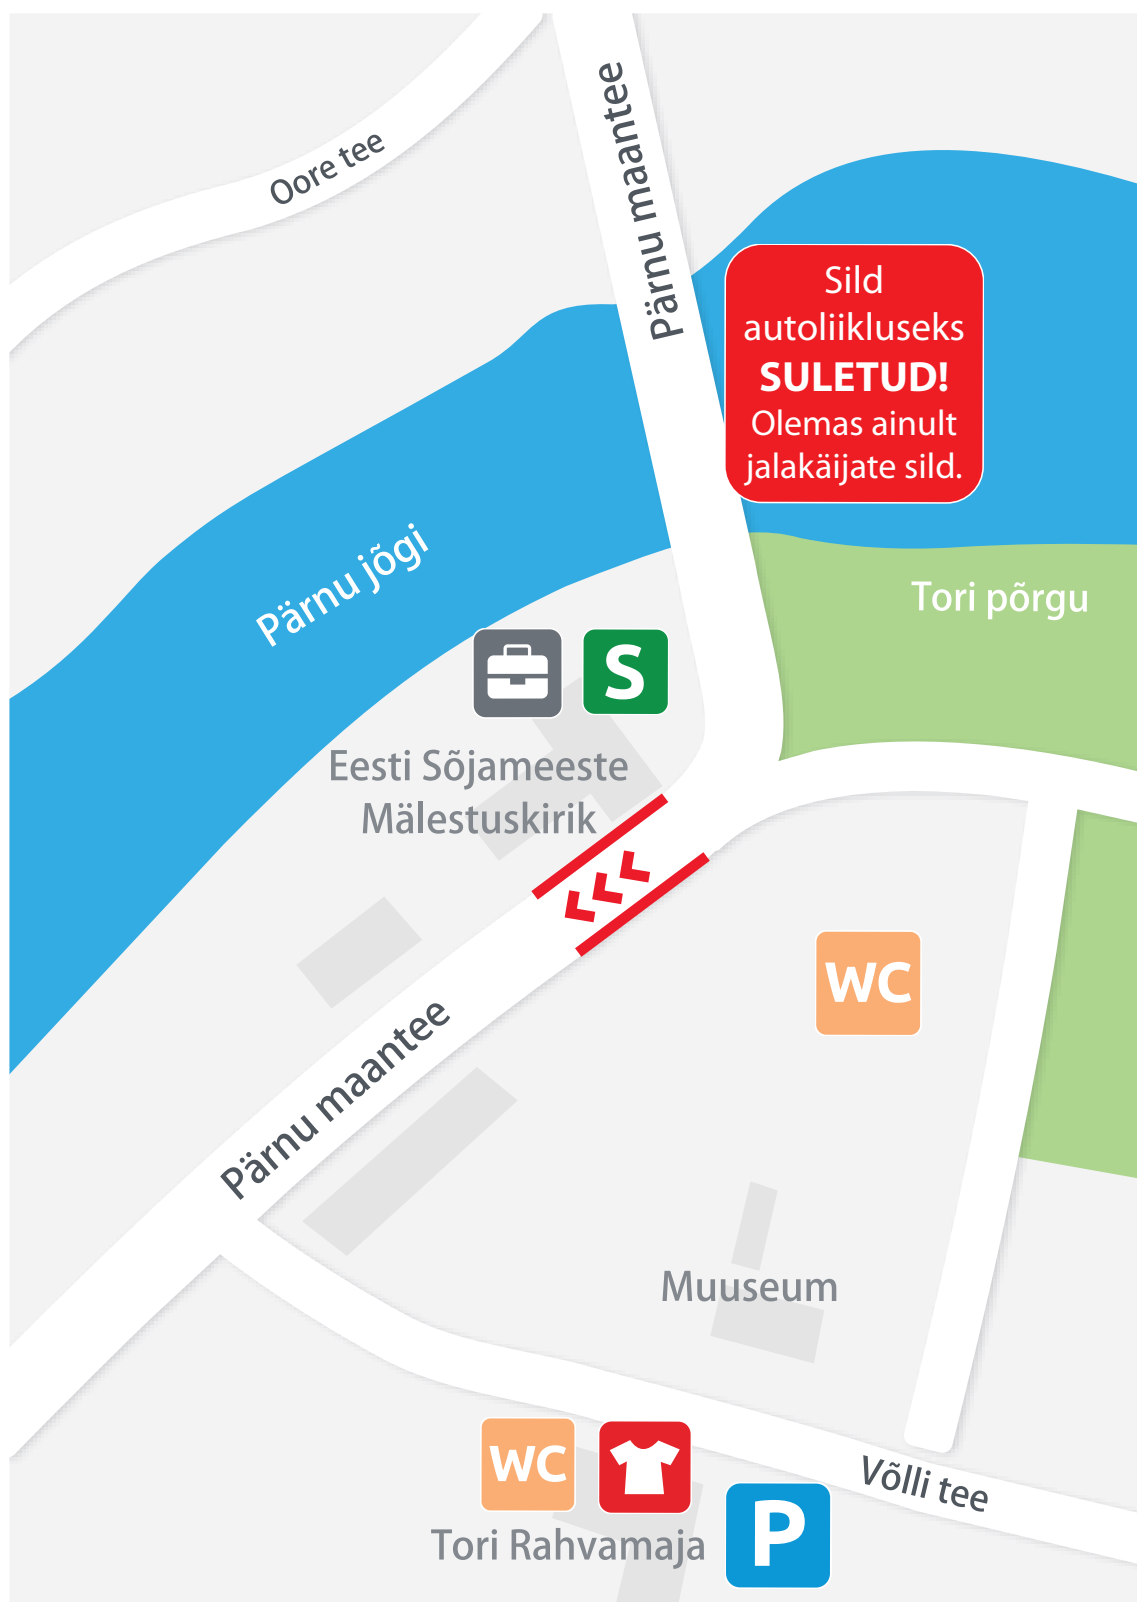 Oore tee
Pärnu maantee
Sild
autoliikluseks
SULETUD!
Olemas ainult
jalakäijate sild.
Pärnu jõgi
Tori põrgu
S
Eesti Sõjameeste
Mälestuskirik
WC
Pärnu maantee
Muuseum
WC
Võlli tee
P
Tori Rahvamaja